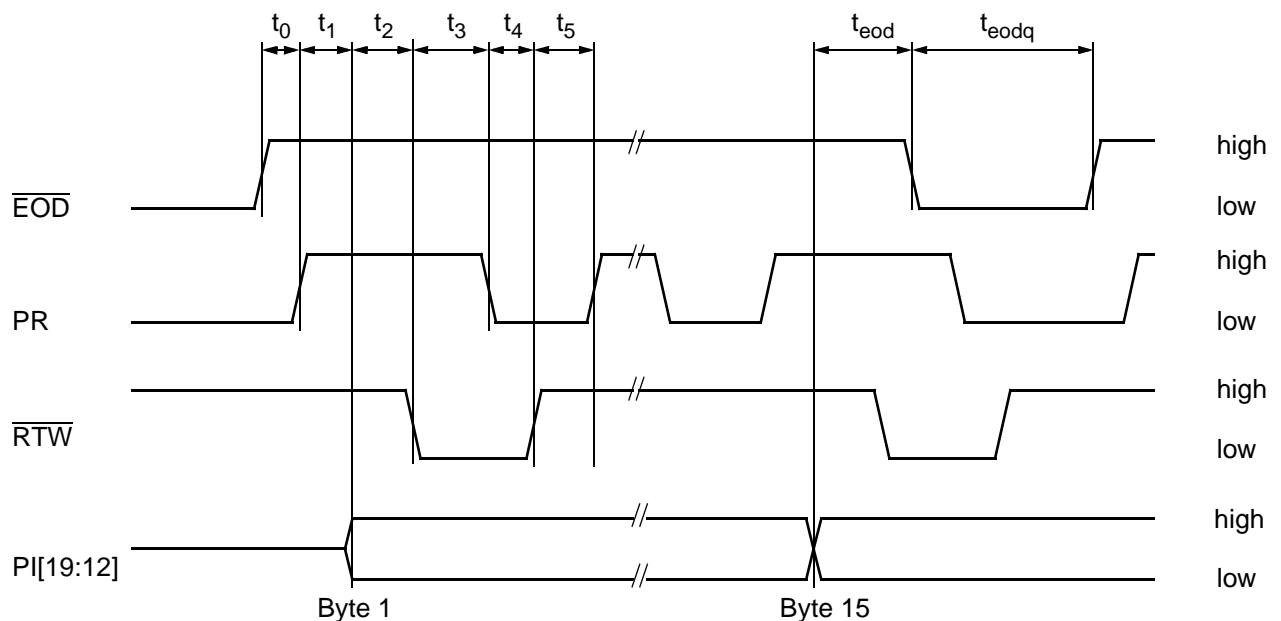 t0 t1 t2 t3 t4 t5 teod teodq
high
EOD
low
high
PR
low
high
RTW
low
high
PI[19:12]
low
Byte 1 Byte 15